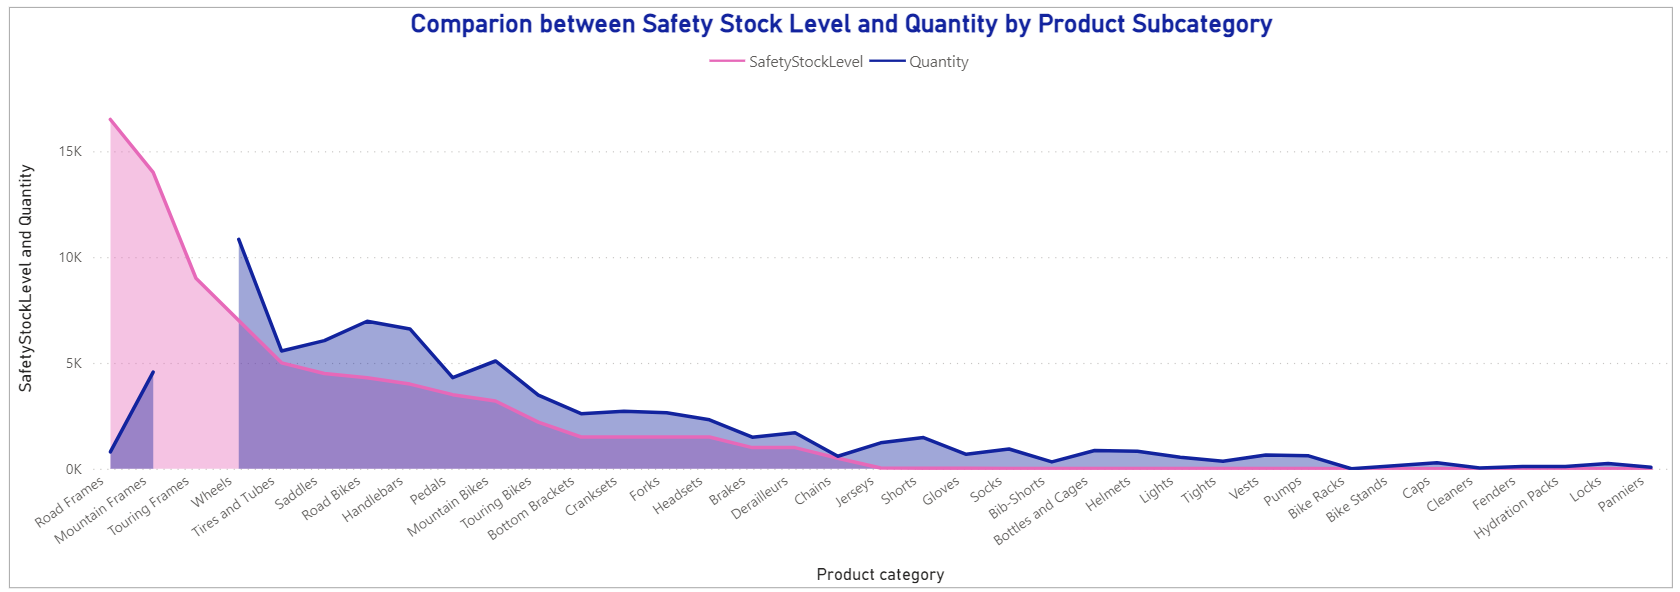 Comparion between Safety Stock Level and Quantity by Product Subcategory
SafetyStockLevel Quantity
SafetyStockLevel and Quantity
15K
10K
5K
0K
Road Frames
Mountain Frames
Touring Frames
Wheels
Tires and Tubes
Saddles
Road Bikes
Handlebars
Pedals
Mountain Bikes
Touring Bikes
Bottom Brackets
Cranksets
Forks
Headsets
Brakes
Derailleurs
Chains
Jerseys
Shorts
Gloves
Socks
Bib-Shorts
Bottles and Cages
Helmets
Lights
Tights
Vests
Pumps
Bike Racks
Bike Stands
Caps
Cleaners
Fenders
Hydration Packs
Locks
Panniers
Product category